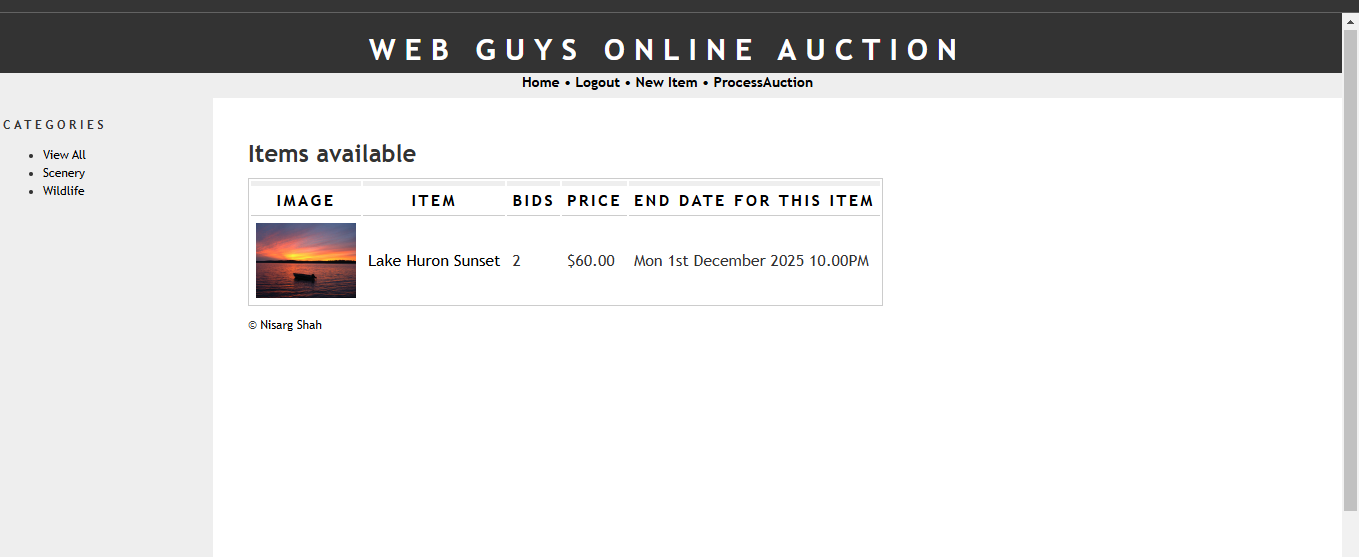 WEB GUYS ONLINE AUCTION
Home • Logout • New Item • ProcessAuction
CATEGORIES
• View All
• Scenery
• Wildlife
Items available
IMAGE ITEM BIDS PRICE END DATE FOR THIS ITEM
Lake Huron Sunset 2 $60.00 Mon 1st December 2025 10.00PM
© Nisarg Shah